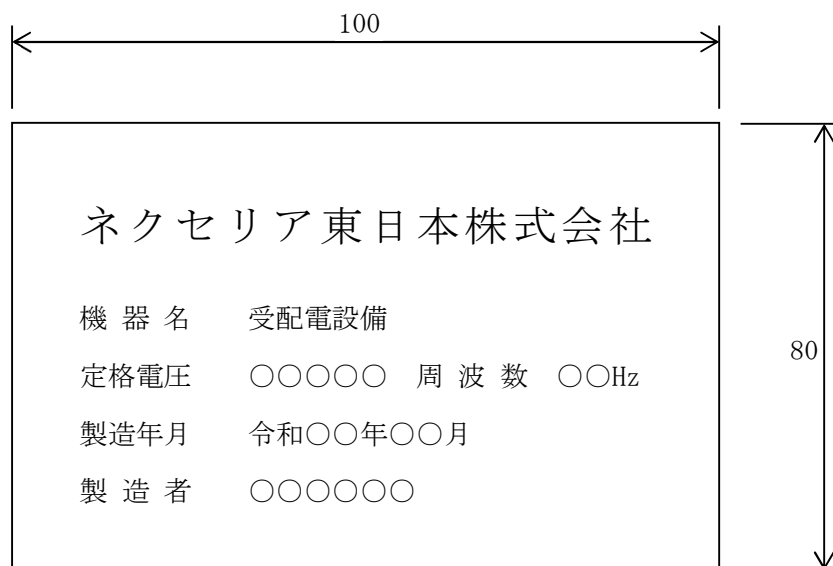 100
ネクセリア東日本株式会社
機 器 名 受配電設備
定格電圧 ○○○○○ 周 波 数 ○○Hz
80
製造年月 令和○○年○○月
製 造 者 ○○○○○○